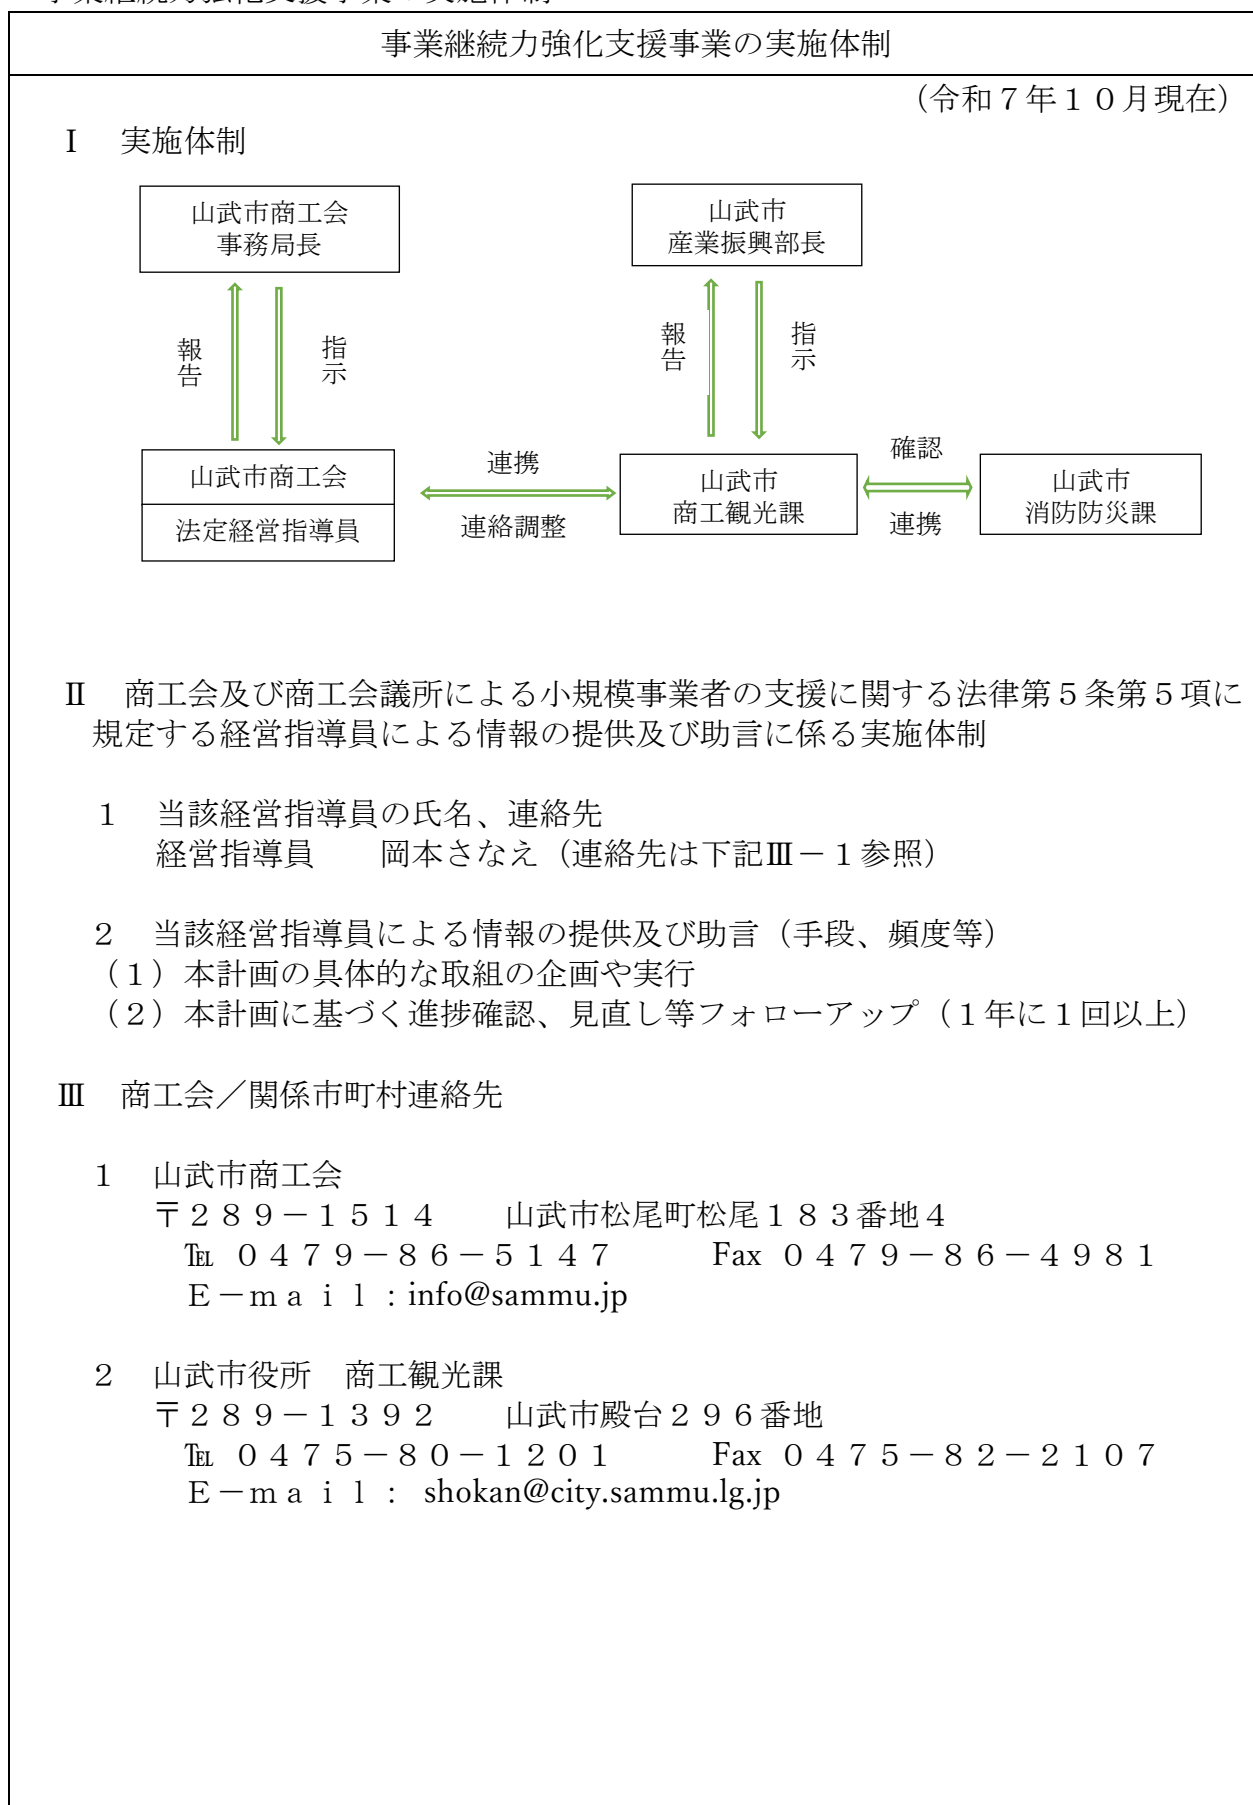 事業継続力強化支援事業の実施体制
（令和７年１０月現在）
Ⅰ　実施体制
山武市商工会
事務局長
山武市
産業振興部長
報告
指示
報告
指示
山武市商工会
法定経営指導員
連携
連絡調整
山武市
商工観光課
確認
連携
山武市
消防防災課
Ⅱ　商工会及び商工会議所による小規模事業者の支援に関する法律第５条第５項に
規定する経営指導員による情報の提供及び助言に係る実施体制
１　当該経営指導員の氏名、連絡先
経営指導員　　岡本さなえ（連絡先は下記Ⅲ－１参照）
２　当該経営指導員による情報の提供及び助言（手段、頻度等）
（１）本計画の具体的な取組の企画や実行
（２）本計画に基づく進捗確認、見直し等フォローアップ（１年に１回以上）
Ⅲ　商工会／関係市町村連絡先
１　山武市商工会
〒２８９－１５１４　　山武市松尾町松尾１８３番地４
℡ ０４７９－８６－５１４７　　　Fax ０４７９－８６－４９８１
Ｅ－ｍａｉｌ：info@sammu.jp
２　山武市役所　商工観光課
〒２８９－１３９２　　山武市殿台２９６番地
℡ ０４７５－８０－１２０１　　　Fax ０４７５－８２－２１０７
Ｅ－ｍａｉｌ： shokan@city.sammu.lg.jp